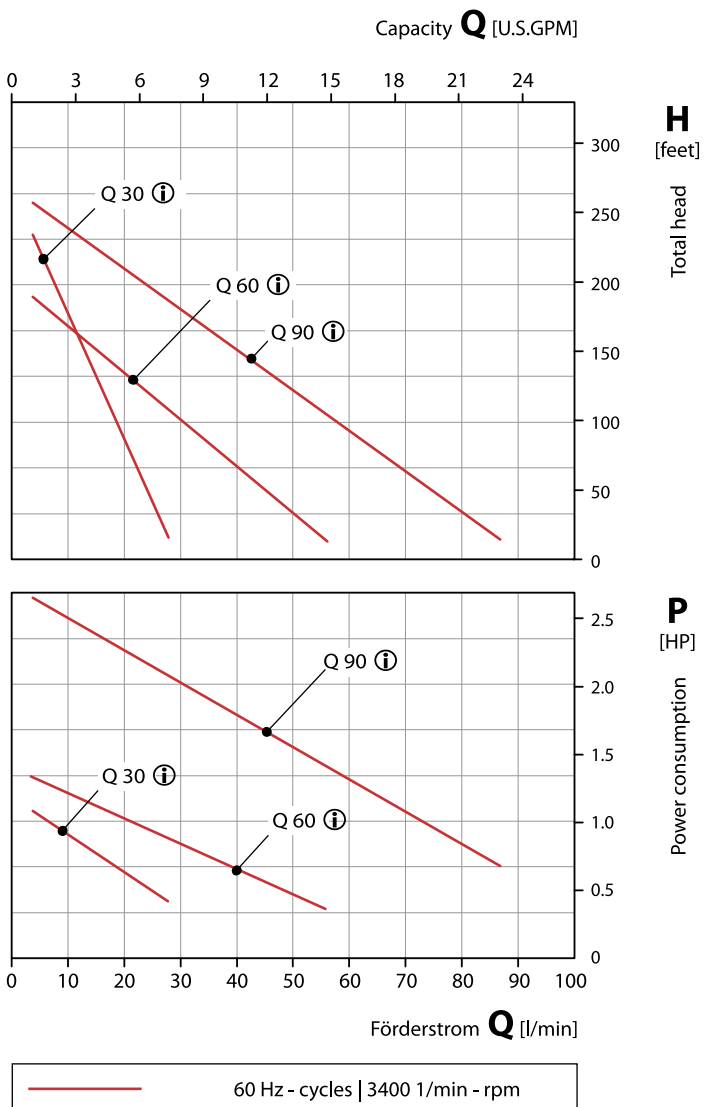 Capacity Q [U.S.GPM]
0 3 6 9 12 15 18 21 24
H
[feet]
Total head
300
250
200
150
100
50
0
Q 30 i
Q 60 i
Q 90 i
P
[HP]
Power consumption
2.5
2.0
1.5
1.0
0.5
0
Q 90 i
Q 30 i
Q 60 i
0 10 20 30 40 50 60 70 80 90 100
Förderstrom Q [l/min]
60 Hz - cycles | 3400 1/min - rpm